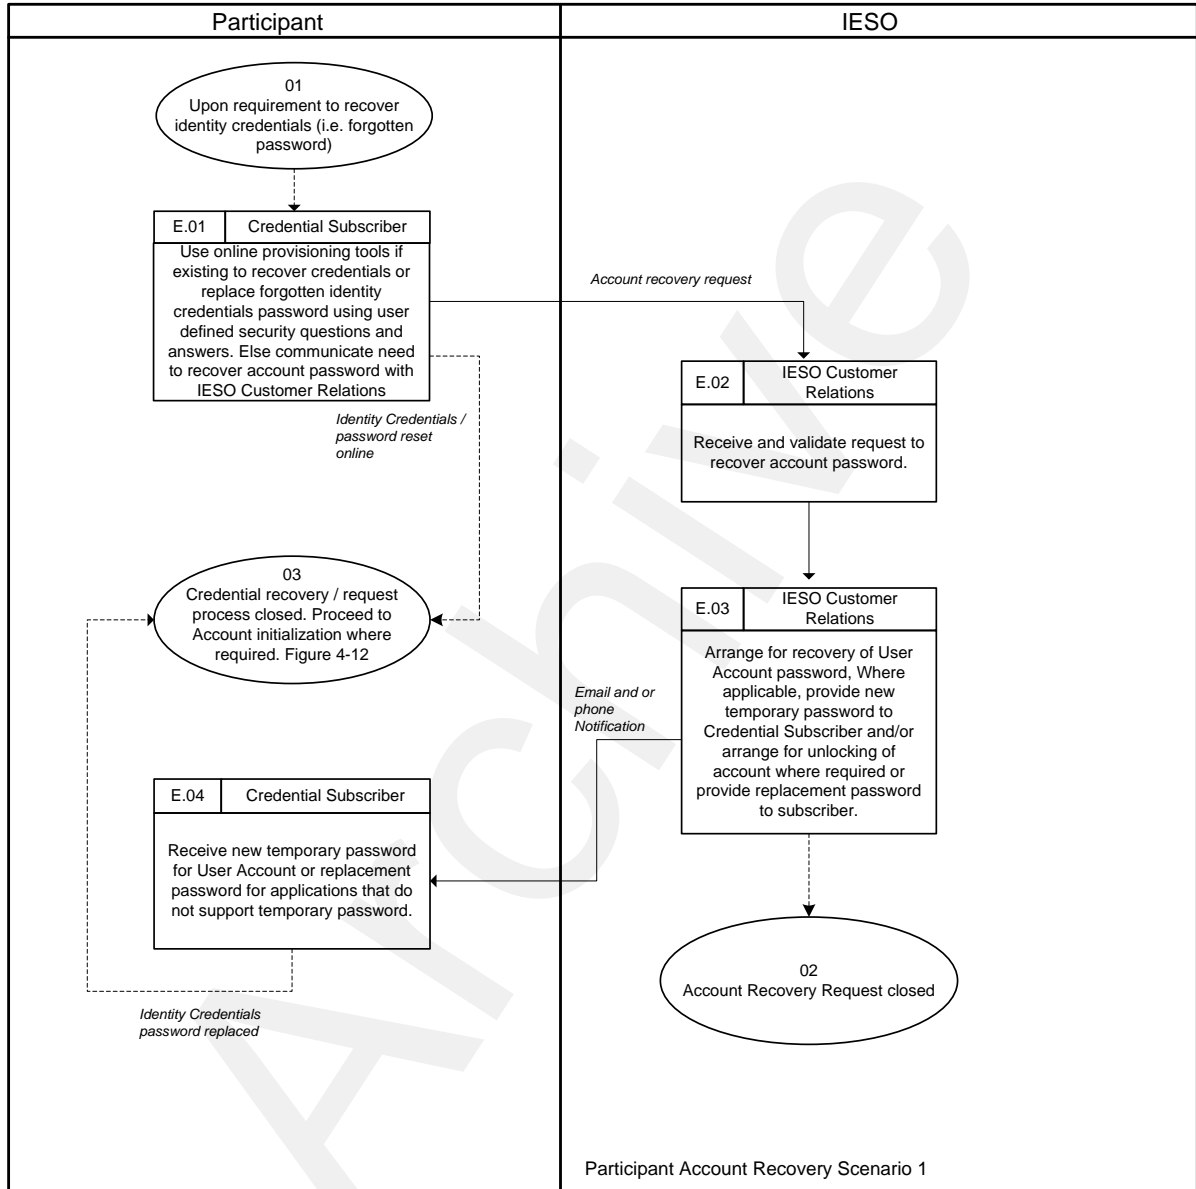 Participant
IESO
01
Upon requirement to recover
identity credentials (i.e. forgotten
password)
E.01
Credential Subscriber
Use online provisioning tools if
existing to recover credentials or
replace forgotten identity
credentials password using user
defined security questions and
answers. Else communicate need
to recover account password with
IESO Customer Relations
Account recovery request
E.02
IESO Customer
Relations
Receive and validate request to
recover account password.
Identity Credentials /
password reset
online
03
Credential recovery / request
process closed. Proceed to
Account initialization where
required. Figure 4-12
E.03
IESO Customer
Relations
Arrange for recovery of User
Account password, Where
applicable, provide new
temporary password to
Credential Subscriber and/or
arrange for unlocking of
account where required or
provide replacement password
to subscriber.
Email and or
phone
Notification
E.04
Credential Subscriber
Receive new temporary password
for User Account or replacement
password for applications that do
not support temporary password.
Identity Credentials
password replaced
02
Account Recovery Request closed
Participant Account Recovery Scenario 1
Archive